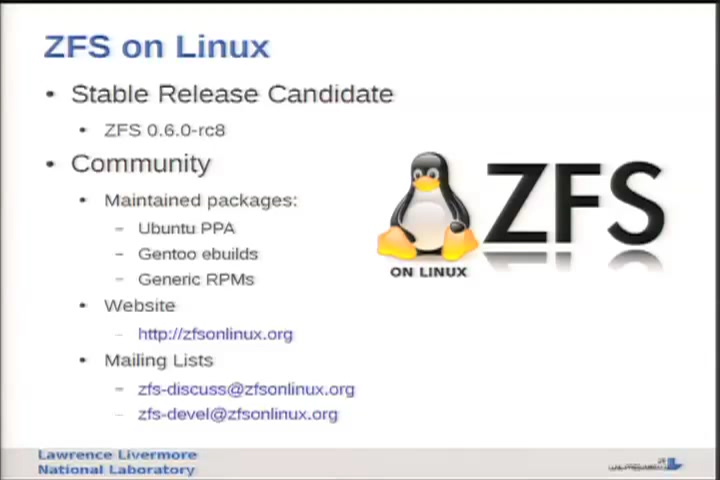 ZFS on Linux
• Stable Release Candidate
• ZFS 0.6.0-rc8
• Community
• Maintained packages:
– Ubuntu PPA
– Gentoo ebuilds
– Generic RPMs
• Website
– http://zfsonlinux.org
• Mailing Lists
– zfs-discuss@zfsonlinux.org
– zfs-devel@zfsonlinux.org
ZFS
ON LINUX
Lawrence Livermore
National Laboratory